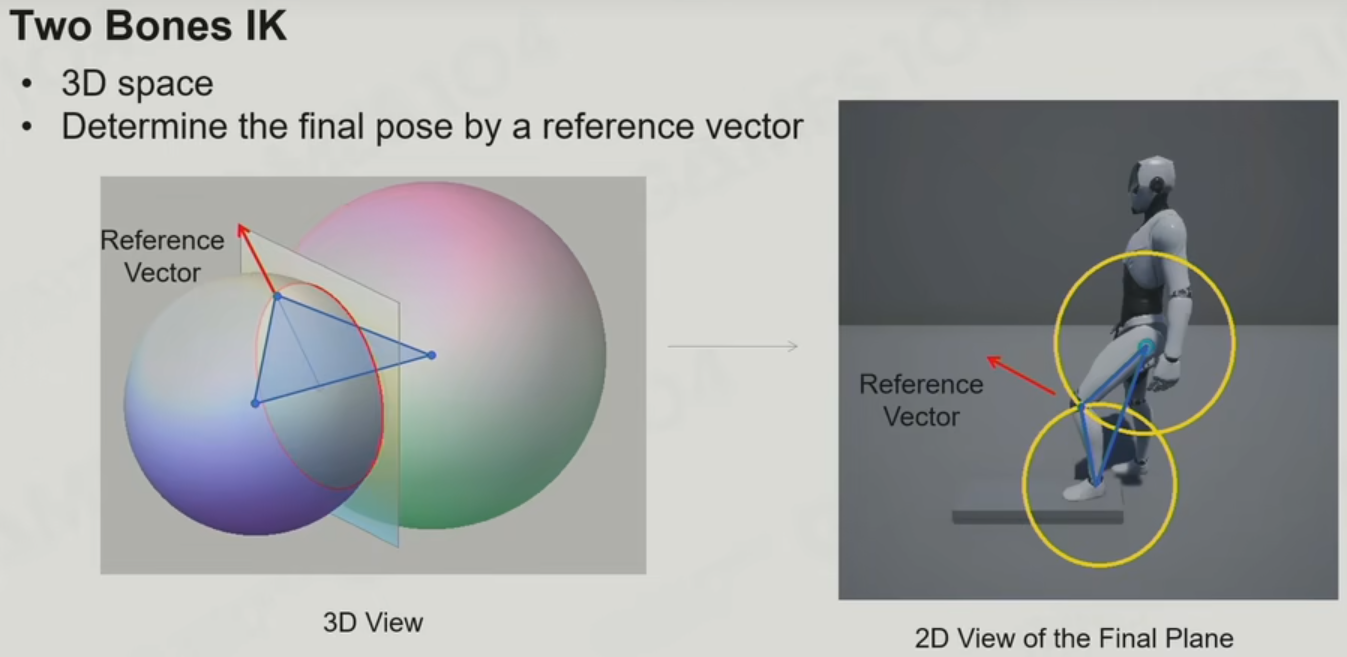 Two Bones IK
• 3D space
• Determine the final pose by a reference vector
Reference
Vector
Reference
Vector
3D View
2D View of the Final Plane